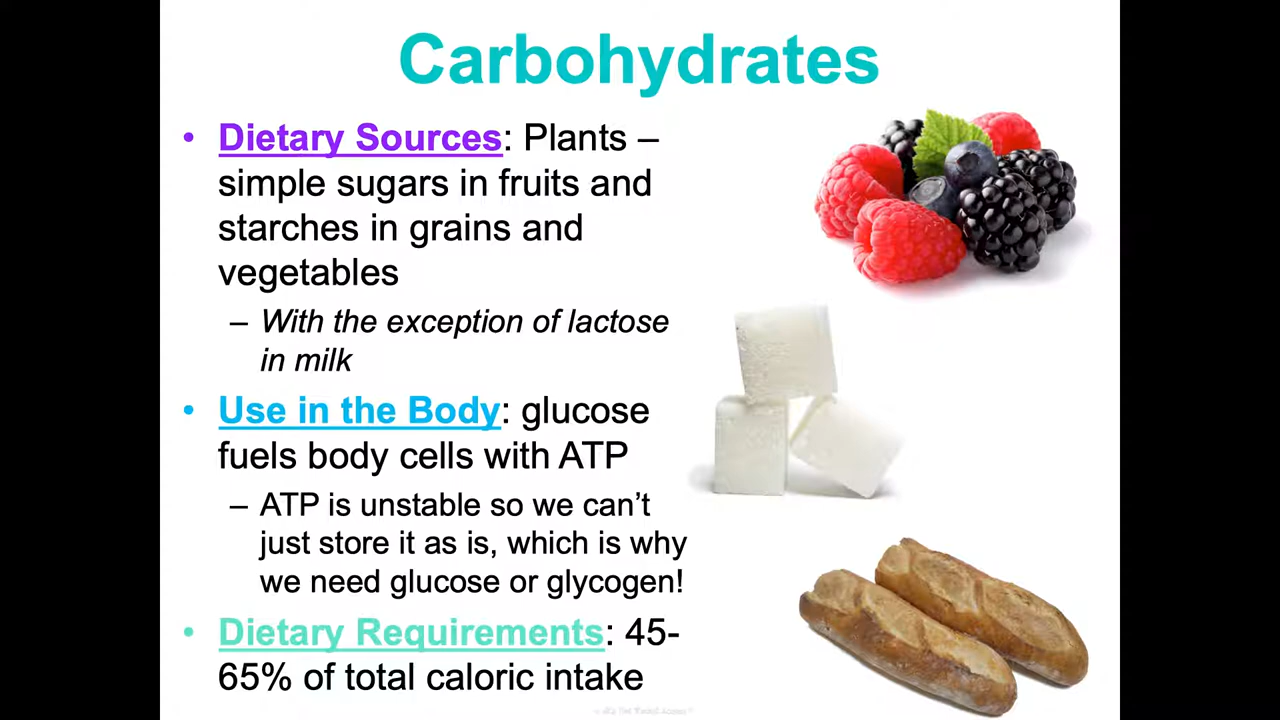 Carbohydrates
• Dietary Sources: Plants –
simple sugars in fruits and
starches in grains and
vegetables
– With the exception of lactose
in milk
• Use in the Body: glucose
fuels body cells with ATP
– ATP is unstable so we can’t
just store it as is, which is why
we need glucose or glycogen!
• Dietary Requirements: 45-
65% of total caloric intake